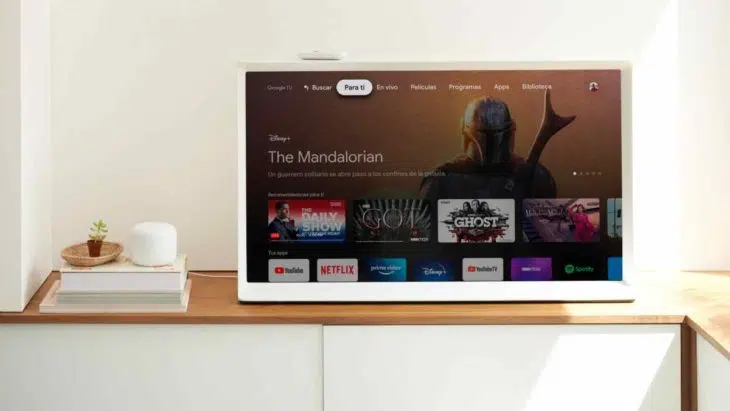 Google TV Buscar Para ti En vivo Películas Programas Apps Biblioteca
Disney+
The Mandalorian
Un guerrero solitario se abre paso a los confines de la galaxia.
Recomendaciones para ti
THE DAILY SHOW
GOT
GHOST
Tus apps
YouTube NETFLIX prime video Disney+ YouTubeTV Spotify